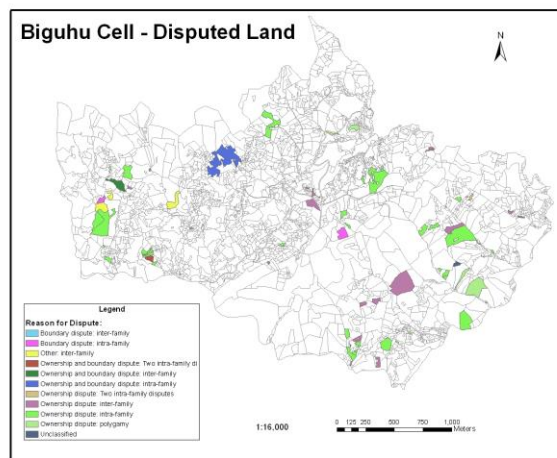 Biguhu Cell - Disputed Land
N
Legend
Reason for Dispute:
Boundary dispute: inter-family
Boundary dispute: intra-family
Other: inter-family
Ownership and boundary dispute: Two intra-family di
Ownership and boundary dispute: inter-family
Ownership and boundary dispute: intra-family
Ownership dispute: Two intra-family disputes
Ownership dispute: inter-family
Ownership dispute: intra-family
Ownership dispute: polygamy
Unclassified
1:16,000
0 125 250 500 750 1,000
Meters